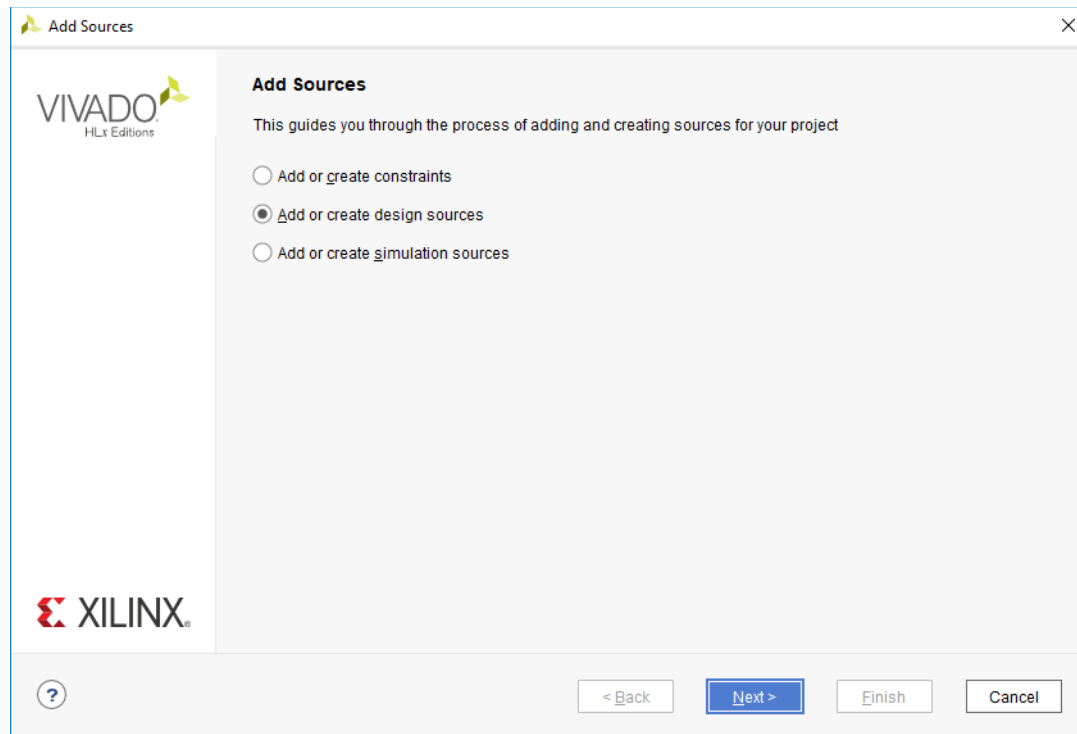 Add Sources
VIVADO
HLx Editions
Add Sources
This guides you through the process of adding and creating sources for your project
Add or create constraints
Add or create design sources
Add or create simulation sources
XILINX
?
< Back
Next >
Finish
Cancel